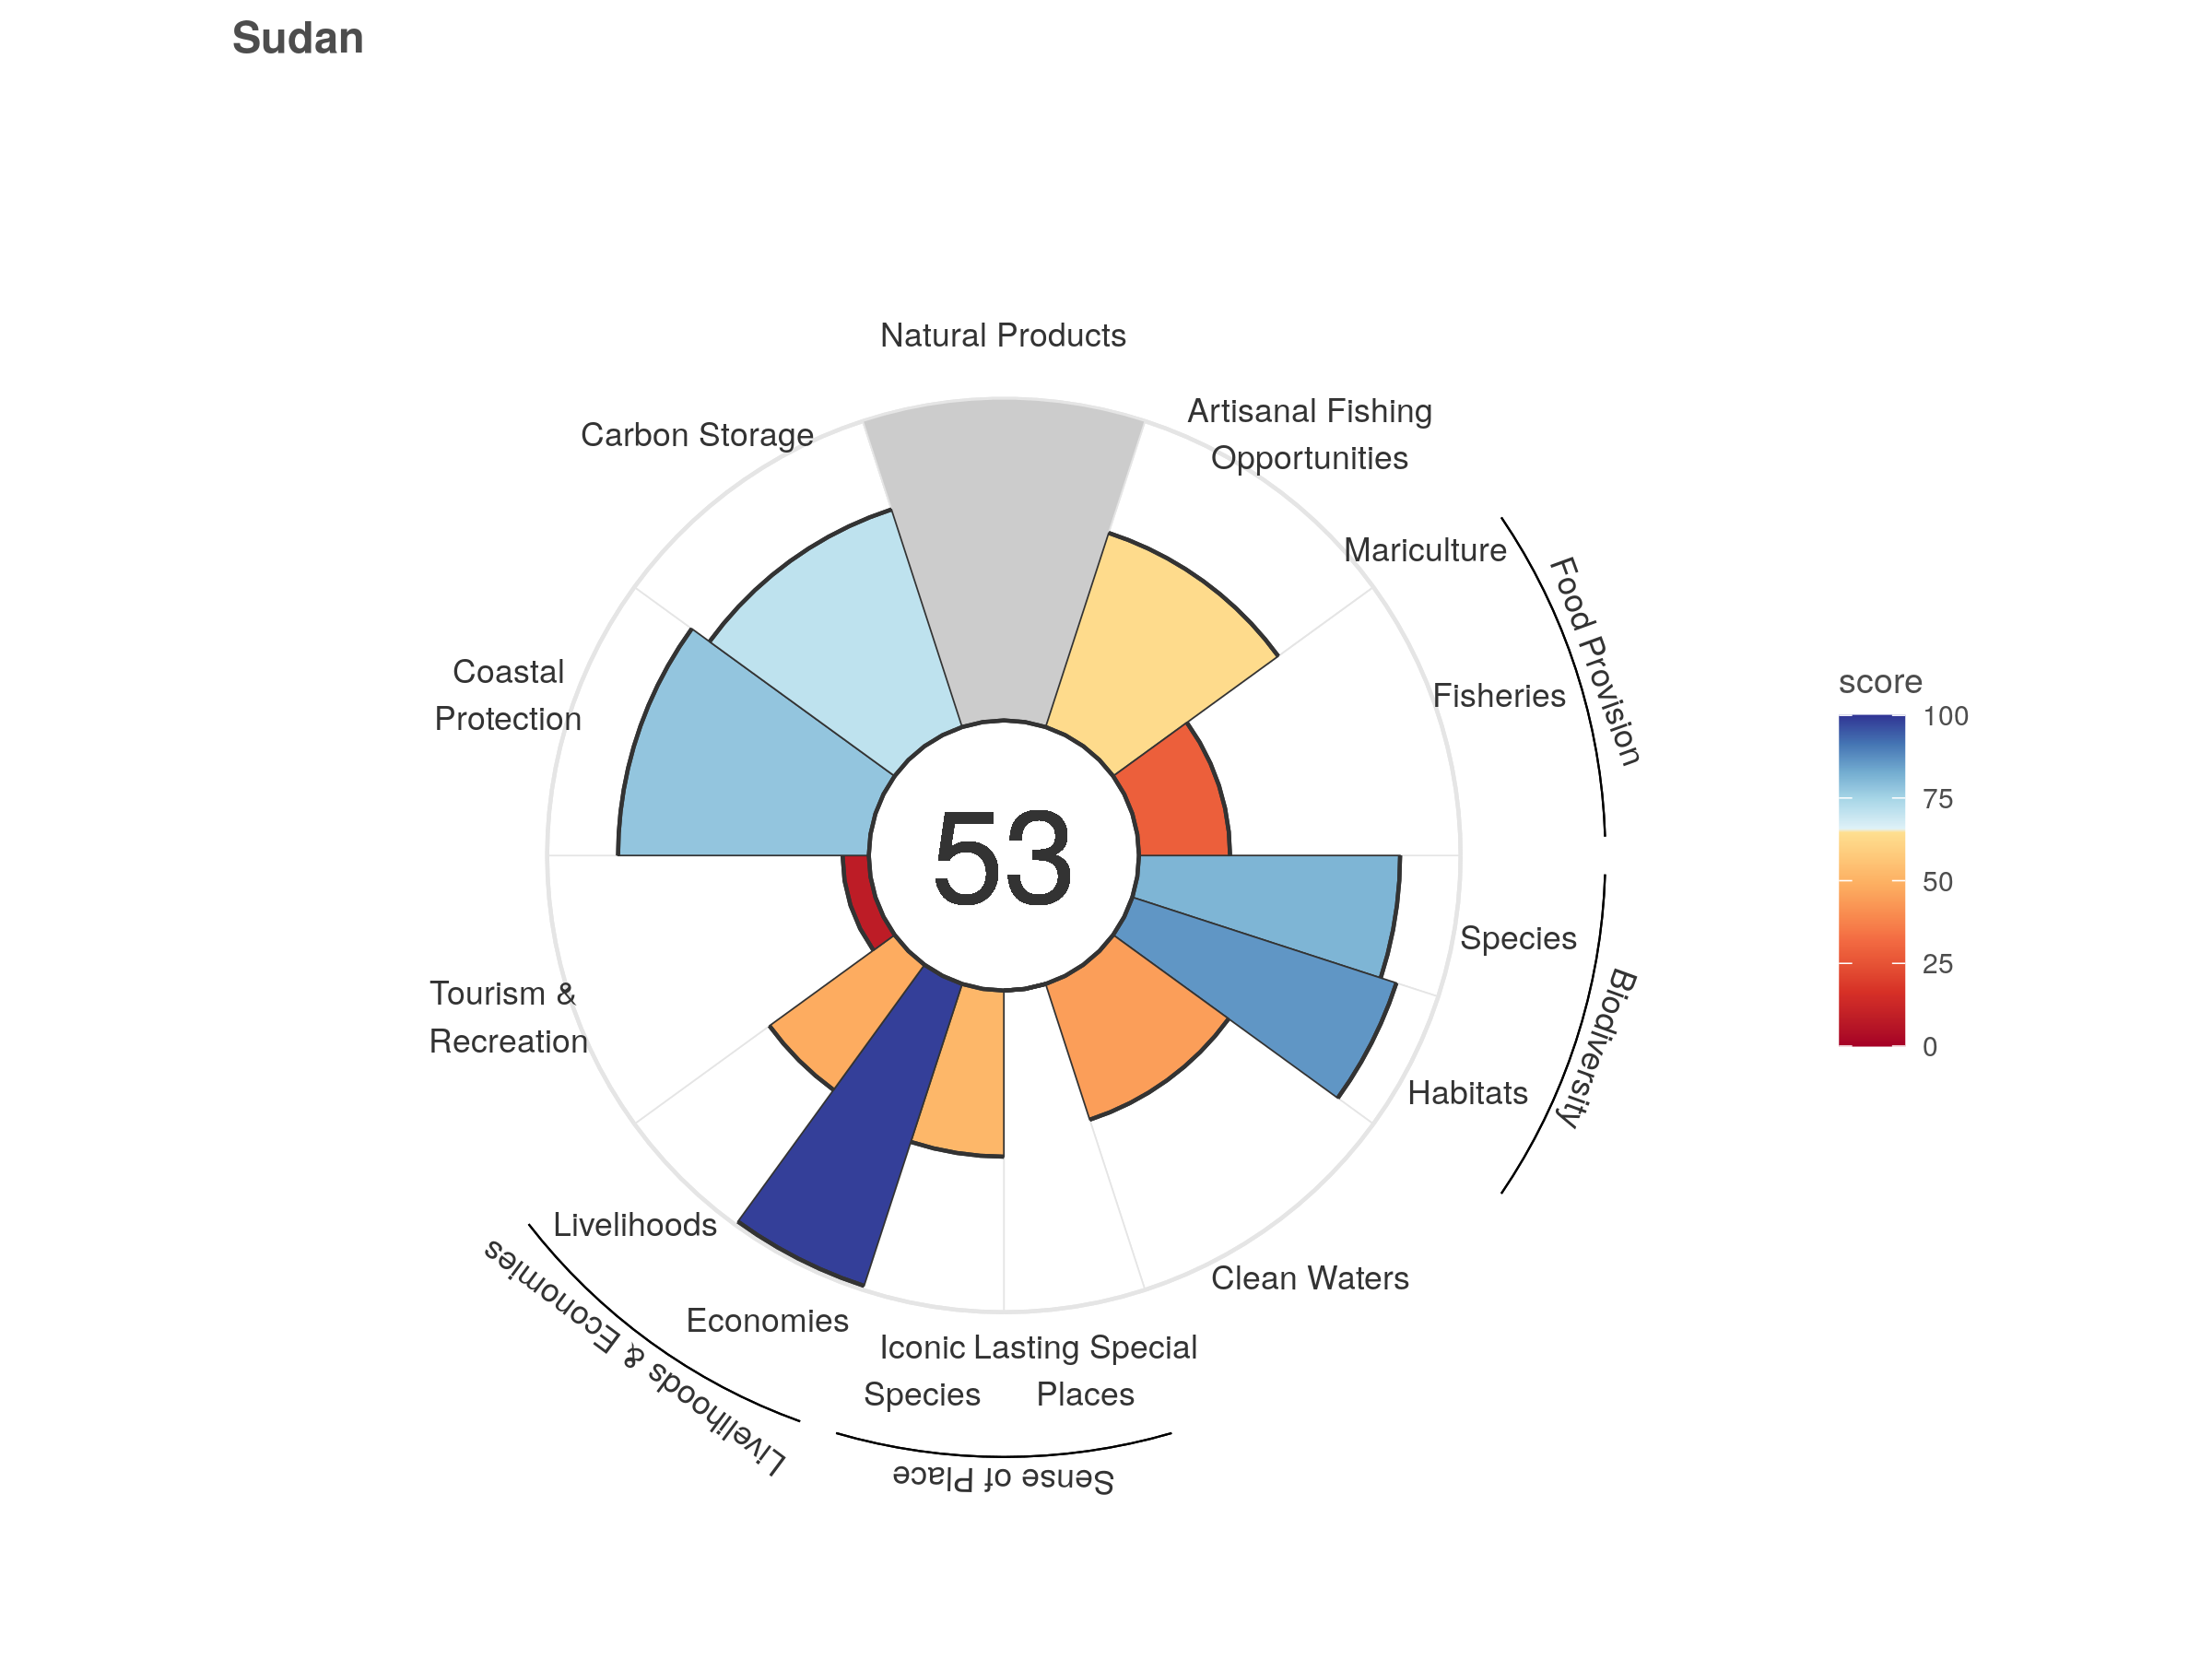 Sudan
Natural Products
Artisanal Fishing
Opportunities
Carbon Storage
Mariculture
Food Provision
Fisheries
Coastal
Protection
score
100
75
50
25
0
53
Species
Biodiversity
Habitats
Tourism &
Recreation
Livelihoods
Livelihoods & Economies
Economies
Clean Waters
Iconic
Species
Lasting Special
Places
Sense of Place